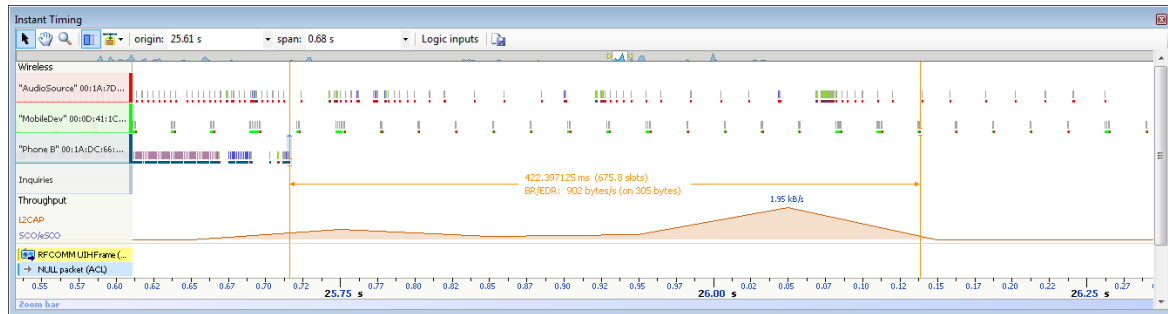 Instant Timing
origin: 25.61 s span: 0.68 s Logic inputs
Wireless
"AudioSource" 00:1A:7D...
"MobileDev" 00:0D:41:1C...
"Phone B" 00:1A:DC:66:...
Inquiries
422.397125 ms (675.8 slots)
BR/EDR: 902 bytes/s (on 305 bytes)
Throughput
1.95 kB/s
L2CAP
SCO/eSCO
RFCOMM UIH Frame (...
NULL packet (ACL)
0.55 0.57 0.60 0.62 0.65 0.67 0.70 0.72 25.75 s 0.77 0.80 0.82 0.85 0.87 0.90 0.92 0.95 0.97 26.00 s 0.02 0.05 0.07 0.10 0.12 0.15 0.17 0.20 0.22 26.25 s 0.27
Zoom bar